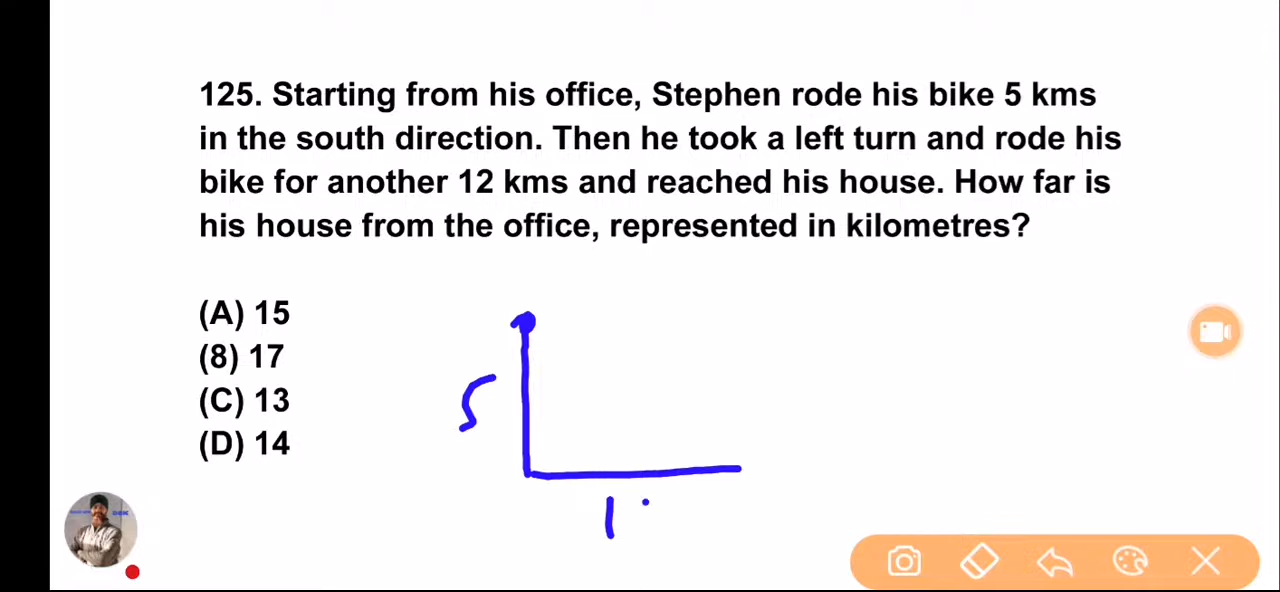 125. Starting from his office, Stephen rode his bike 5 kms
in the south direction. Then he took a left turn and rode his
bike for another 12 kms and reached his house. How far is
his house from the office, represented in kilometres?
(A) 15
(8) 17
(C) 13
(D) 14
5
1